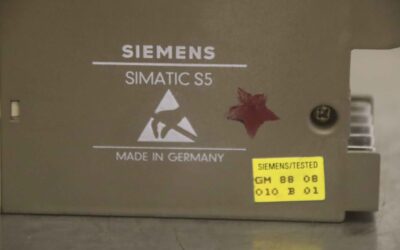 SIEMENS
SIMATIC S5
MADE IN GERMANY
SIEMENS/TESTED
GM 88 08
010 B 01